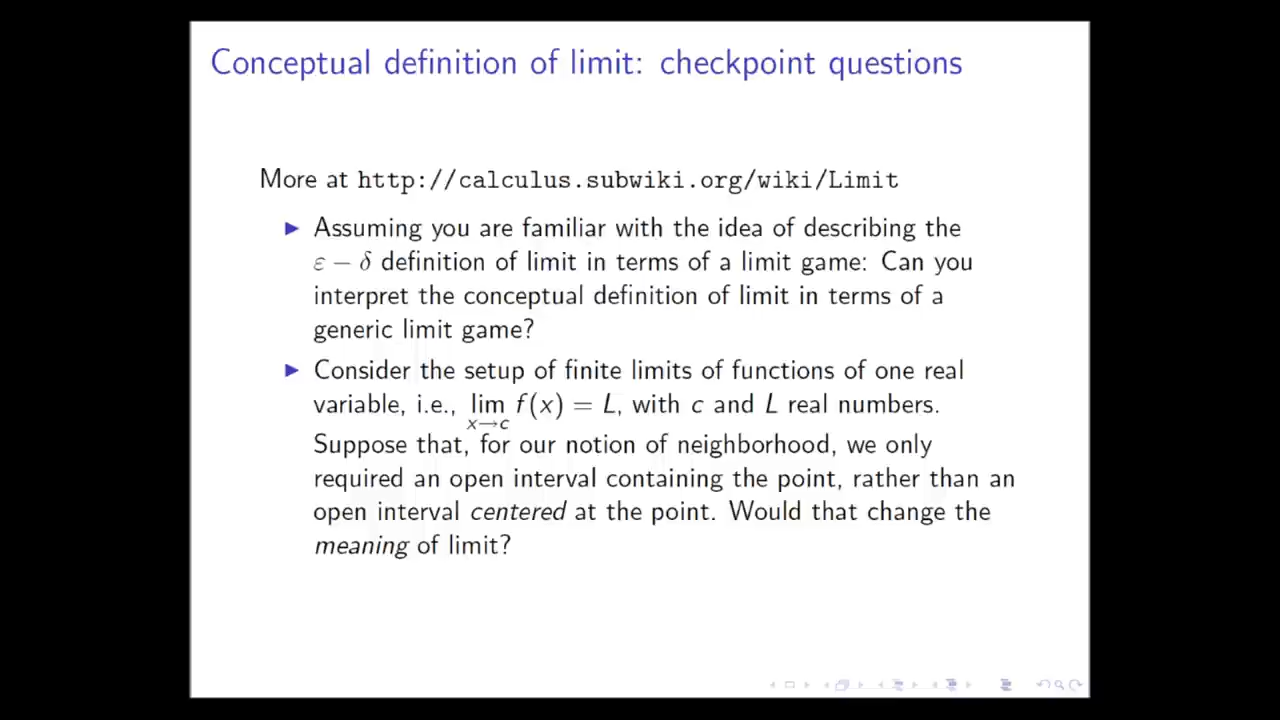 Conceptual definition of limit: checkpoint questions
More at http://calculus.subwiki.org/wiki/Limit
▶ Assuming you are familiar with the idea of describing the
ε − δ definition of limit in terms of a limit game: Can you
interpret the conceptual definition of limit in terms of a
generic limit game?
▶ Consider the setup of finite limits of functions of one real
variable, i.e., lim f(x) = L, with c and L real numbers.
x→c
Suppose that, for our notion of neighborhood, we only
required an open interval containing the point, rather than an
open interval centered at the point. Would that change the
meaning of limit?